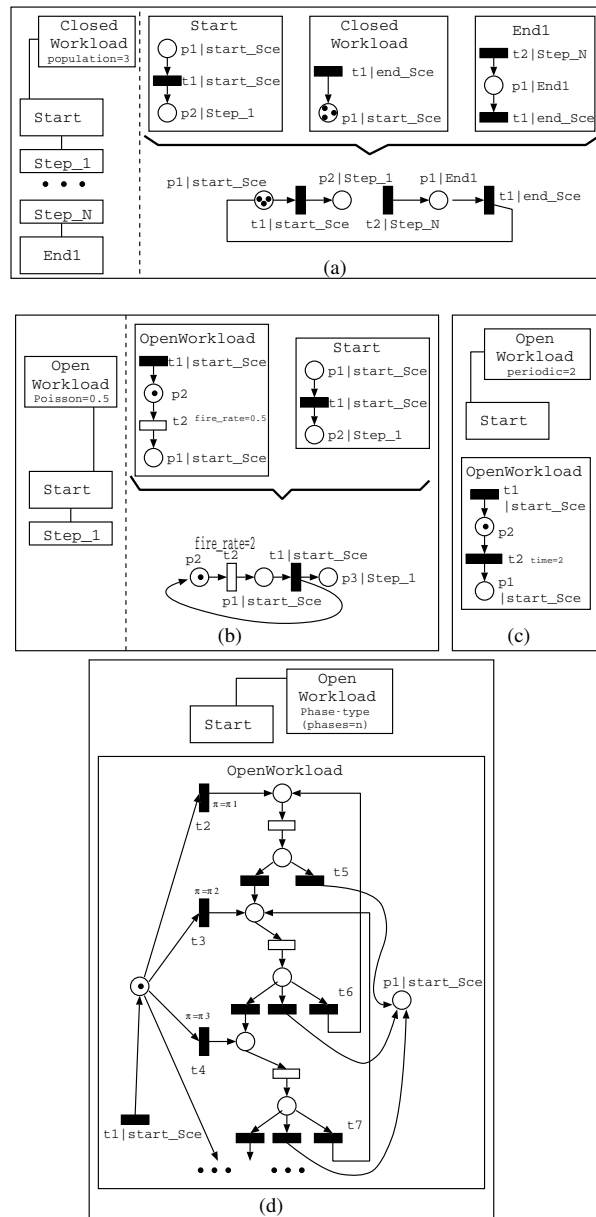 Closed
Workload
population=3
Start
Step_1
• • •
Step_N
End1
Start
p1|start_Sce
t1|start_Sce
p2|Step_1
Closed
Workload
t1|end_Sce
p1|start_Sce
End1
t2|Step_N
p1|End1
t1|end_Sce
p1|start_Sce
p2|Step_1
p1|End1
t1|end_Sce
t1|start_Sce
t2|Step_N
(a)
Open
Workload
Poisson=0.5
Start
Step_1
OpenWorkload
t1|start_Sce
p2
t2 fire_rate=0.5
p1|start_Sce
Start
p1|start_Sce
t1|start_Sce
p2|Step_1
fire_rate=2
p2
t2
t1|start_Sce
p3|Step_1
p1|start_Sce
(b)
Open
Workload
periodic=2
Start
OpenWorkload
t1
|start_Sce
p2
t2 time=2
p1
|start_Sce
(c)
Open
Workload
Phase-type
(phases=n)
Start
OpenWorkload
π=π1
t2
t5
π=π2
t3
p1|start_Sce
t6
π=π3
t4
t7
t1|start_Sce
• • •
• • •
(d)